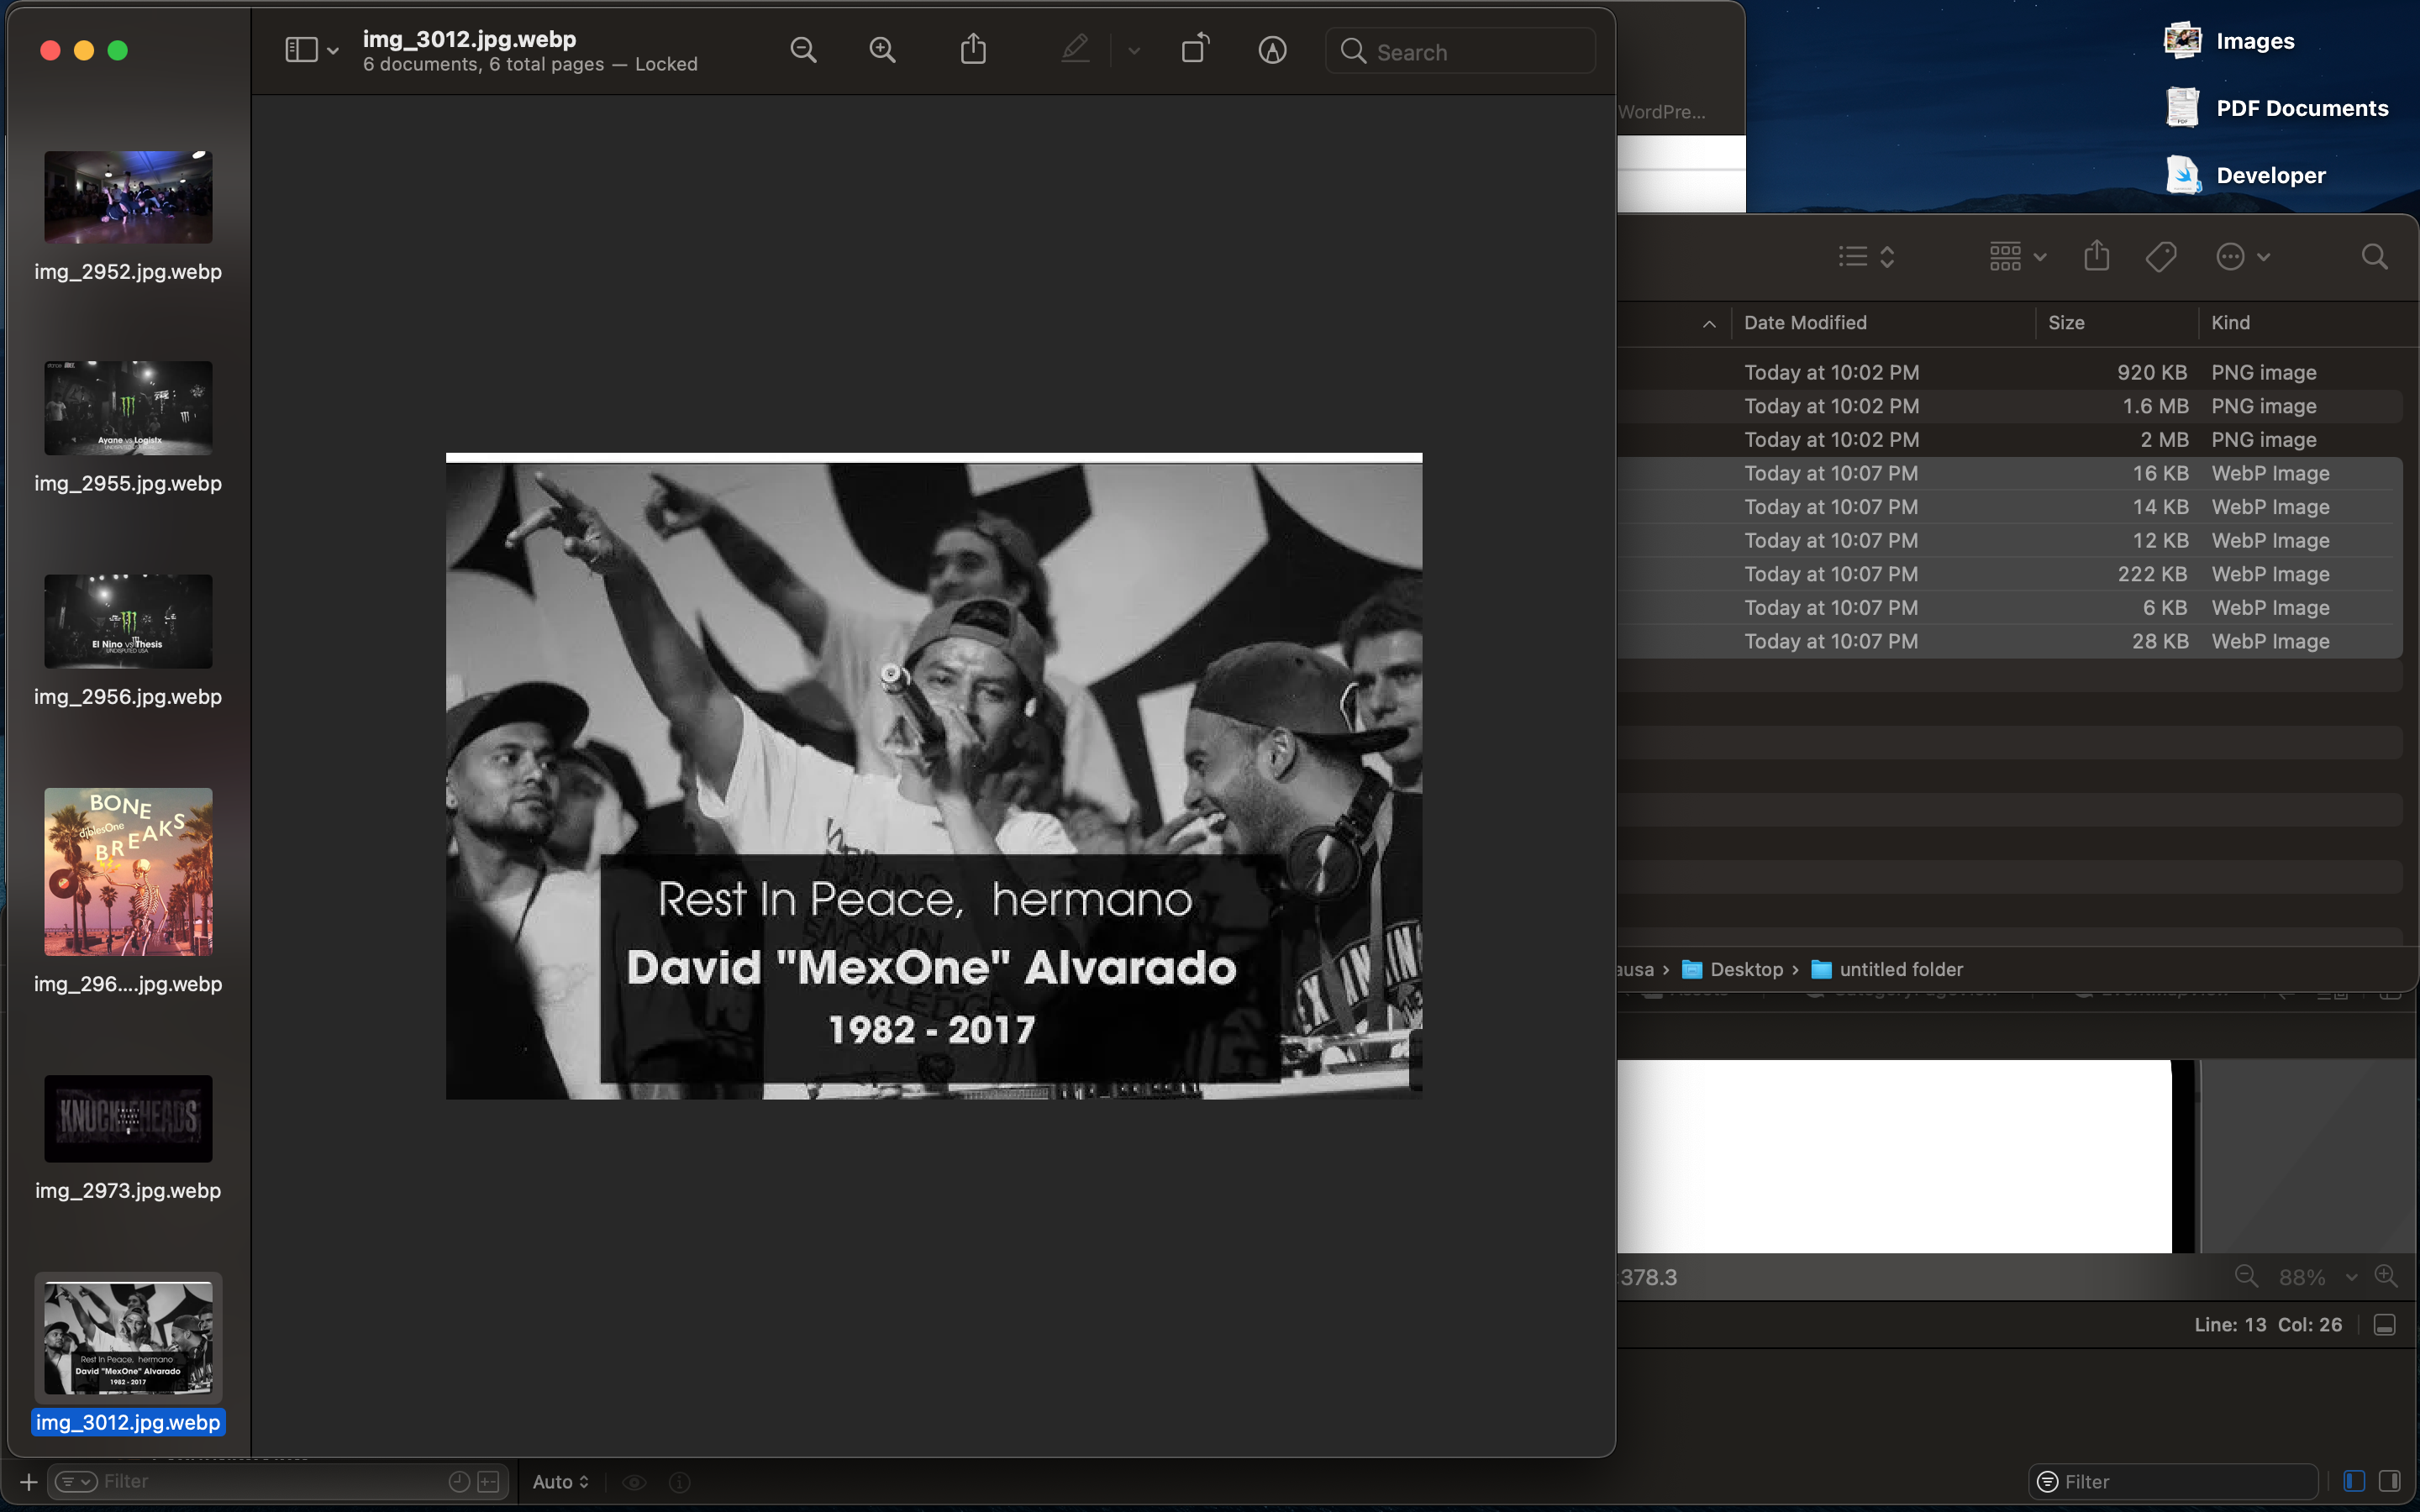 img_3012.jpg.webp
6 documents, 6 total pages — Locked
Search
WordPre...
Images
PDF Documents
Developer
img_2952.jpg.webp
Ayane vs Logistx
UNDISPUTED USA
img_2955.jpg.webp
El Nino vs Thesis
UNDISPUTED USA
img_2956.jpg.webp
BONE
djblesOne
BREAKS
img_296....jpg.webp
KNUCKLEHEADS
img_2973.jpg.webp
Rest In Peace, hermano
David "MexOne" Alvarado
1982 - 2017
img_3012.jpg.webp
Rest In Peace, hermano
David "MexOne" Alvarado
1982 - 2017
Date Modified Size Kind
Today at 10:02 PM 920 KB PNG image
Today at 10:02 PM 1.6 MB PNG image
Today at 10:02 PM 2 MB PNG image
Today at 10:07 PM 16 KB WebP Image
Today at 10:07 PM 14 KB WebP Image
Today at 10:07 PM 12 KB WebP Image
Today at 10:07 PM 222 KB WebP Image
Today at 10:07 PM 6 KB WebP Image
Today at 10:07 PM 28 KB WebP Image
ausa › Desktop › untitled folder
378.3
88%
Line: 13 Col: 26
Filter
Auto
Filter